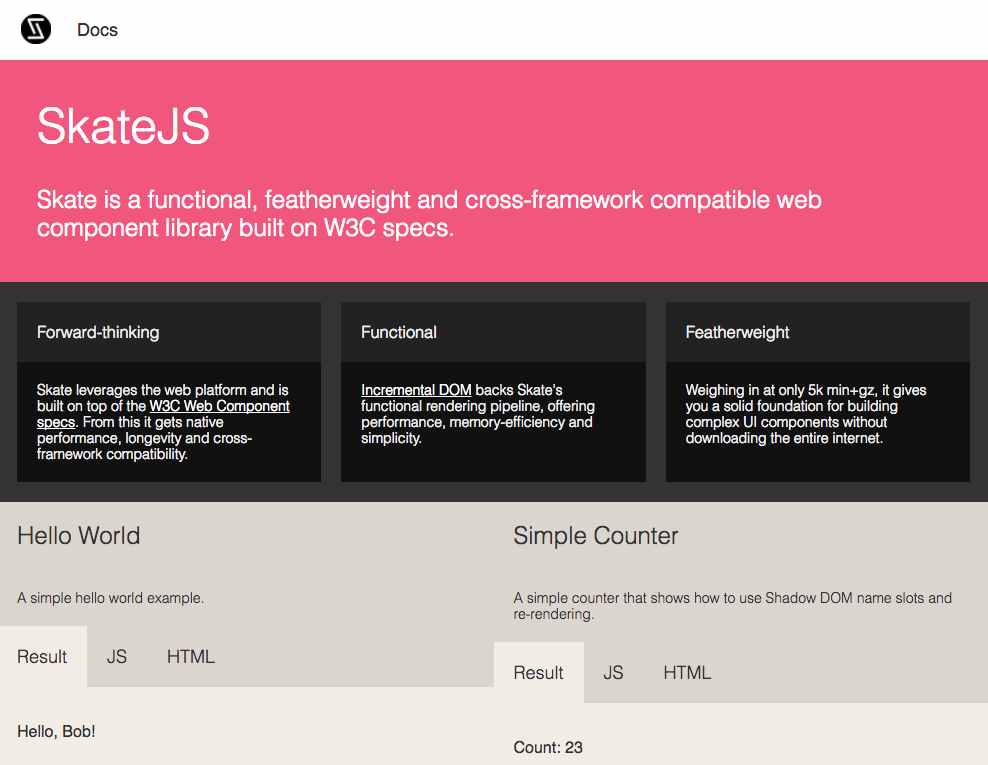 Docs
SkateJS
Skate is a functional, featherweight and cross-framework compatible web
component library built on W3C specs.
Forward-thinking
Skate leverages the web platform and is
built on top of the W3C Web Component
specs. From this it gets native
performance, longevity and cross-
framework compatibility.
Functional
Incremental DOM backs Skate's
functional rendering pipeline, offering
performance, memory-efficiency and
simplicity.
Featherweight
Weighing in at only 5k min+gz, it gives
you a solid foundation for building
complex UI components without
downloading the entire internet.
Hello World
A simple hello world example.
Result JS HTML
Hello, Bob!
Simple Counter
A simple counter that shows how to use Shadow DOM name slots and
re-rendering.
Result JS HTML
Count: 23